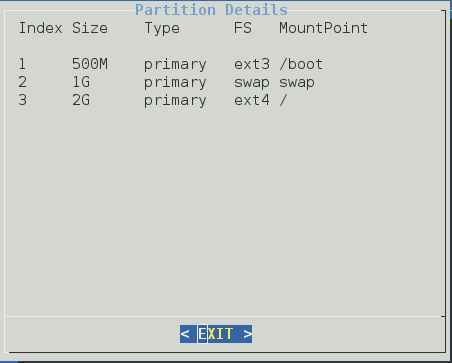 Partition Details
Index Size Type FS MountPoint
1 500M primary ext3 /boot
2 1G primary swap swap
3 2G primary ext4 /
< EXIT >